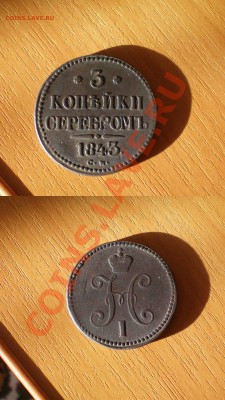 COINS.LAVE.RU
3
КОПѢЙКИ
СЕРЕБРОМЪ
1843.
С.М.
COINS.LAVE.RU
Н
I